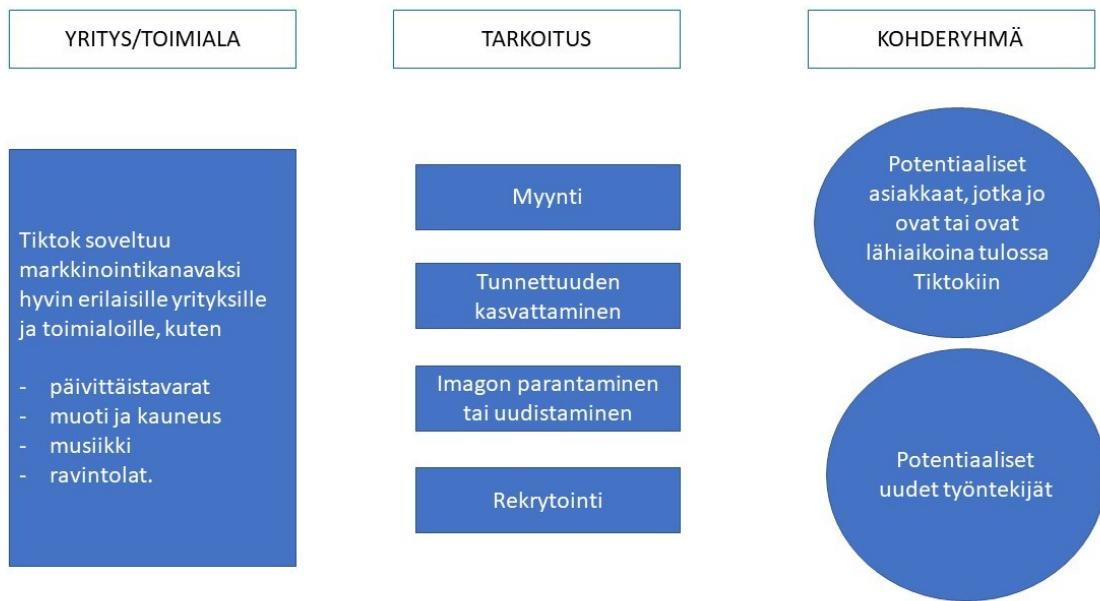 YRITYS/TOIMIALA
TARKOITUS
KOHDERYHMÄ
Tiktok soveltuu
markkinointikanavaksi
hyvin erilaisille yrityksille
ja toimialoille, kuten
- päivittäistavarat
- muoti ja kauneus
- musiikki
- ravintolat.
Myynti
Tunnettuuden
kasvattaminen
Imagon parantaminen
tai uudistaminen
Rekrytointi
Potentiaaliset
asiakkaat, jotka jo
ovat tai ovat
lähiaikoina tulossa
Tiktokiin
Potentiaaliset
uudet työntekijät